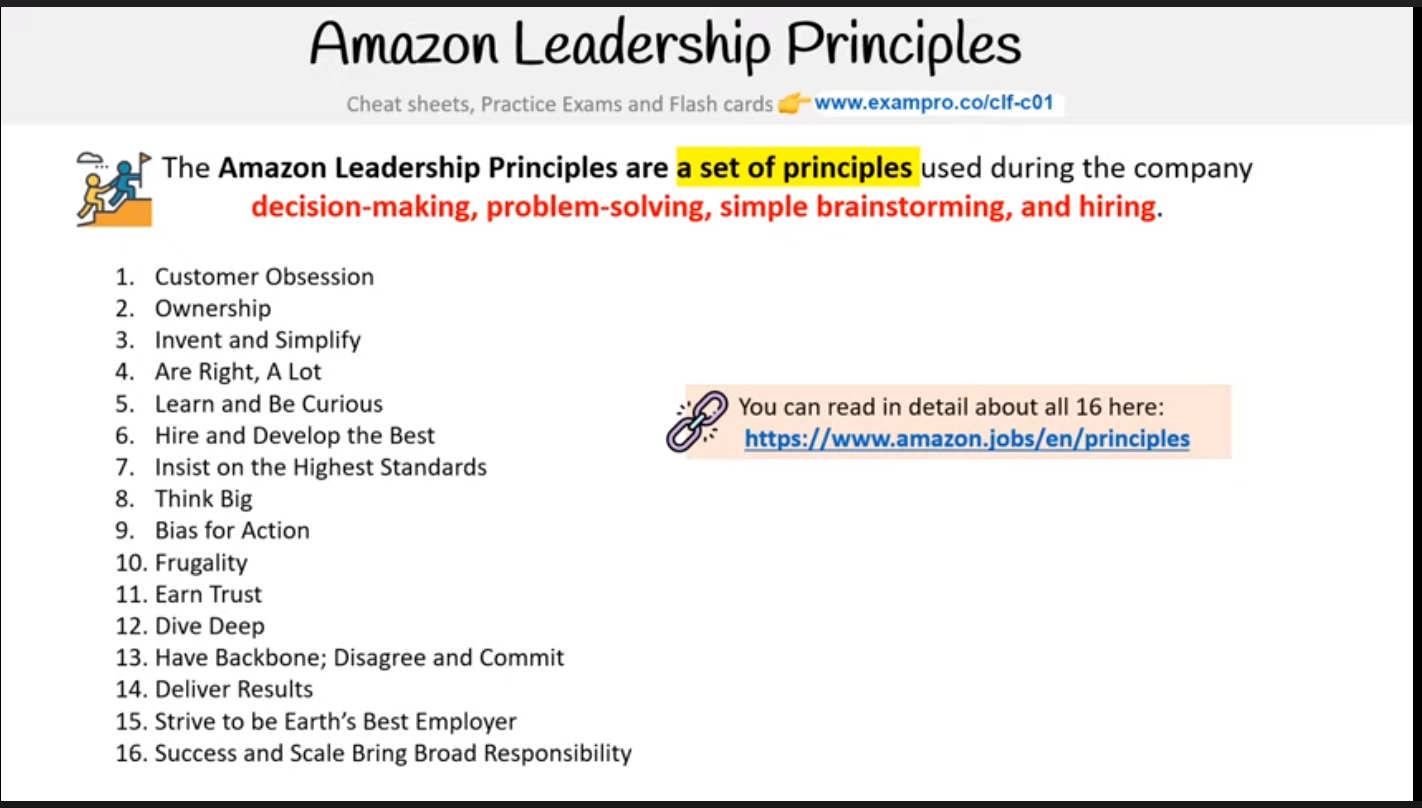 Amazon Leadership Principles
Cheat sheets, Practice Exams and Flash cards 👉 www.exampro.co/clf-c01
The Amazon Leadership Principles are a set of principles used during the company
decision-making, problem-solving, simple brainstorming, and hiring.
1. Customer Obsession
2. Ownership
3. Invent and Simplify
4. Are Right, A Lot
5. Learn and Be Curious
6. Hire and Develop the Best
7. Insist on the Highest Standards
8. Think Big
9. Bias for Action
10. Frugality
11. Earn Trust
12. Dive Deep
13. Have Backbone; Disagree and Commit
14. Deliver Results
15. Strive to be Earth’s Best Employer
16. Success and Scale Bring Broad Responsibility
You can read in detail about all 16 here:
https://www.amazon.jobs/en/principles